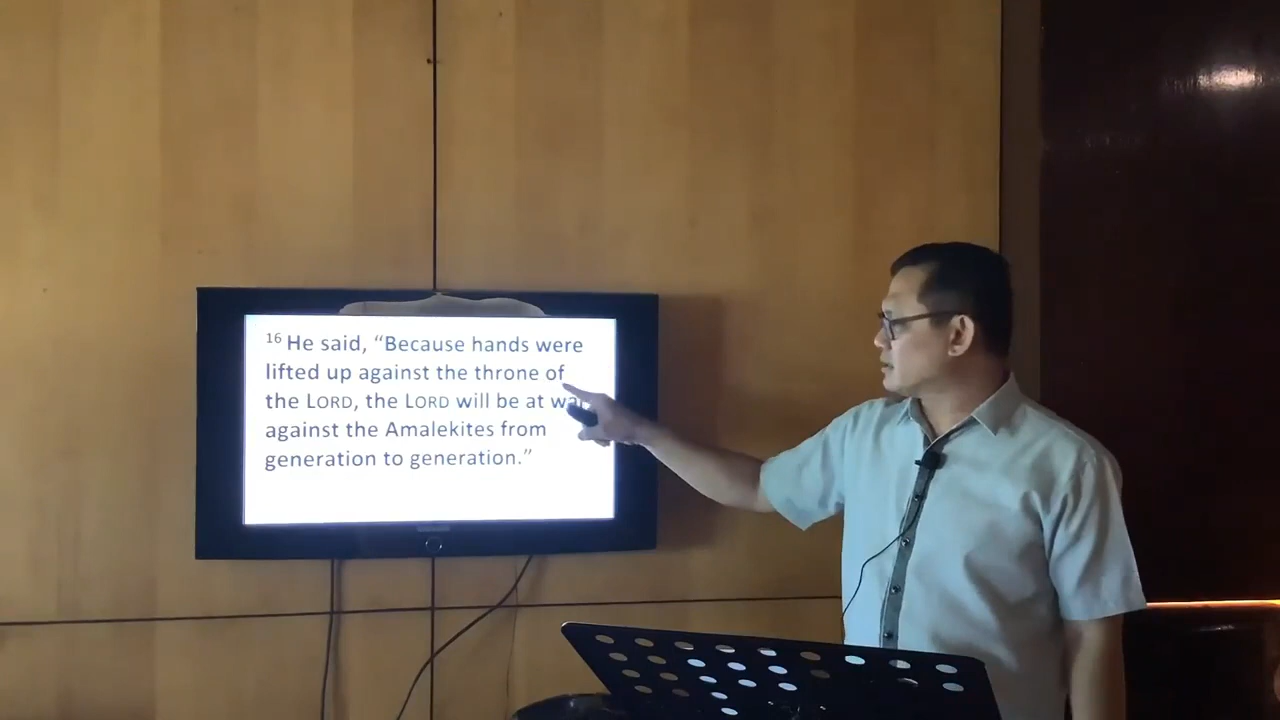 16 He said, “Because hands were
lifted up against the throne of
the LORD, the LORD will be at war
against the Amalekites from
generation to generation.”